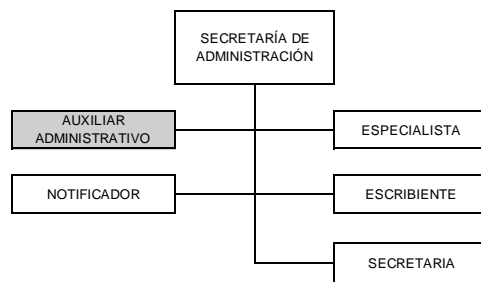 SECRETARÍA DE
ADMINISTRACIÓN
AUXILIAR
ADMINISTRATIVO
ESPECIALISTA
NOTIFICADOR
ESCRIBIENTE
SECRETARIA